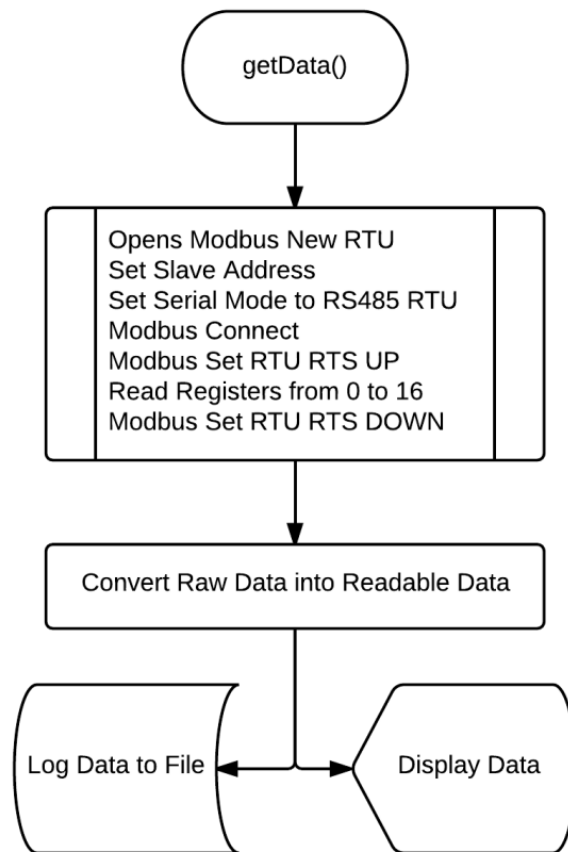 getData()
Opens Modbus New RTU
Set Slave Address
Set Serial Mode to RS485 RTU
Modbus Connect
Modbus Set RTU RTS UP
Read Registers from 0 to 16
Modbus Set RTU RTS DOWN
Convert Raw Data into Readable Data
Log Data to File
Display Data